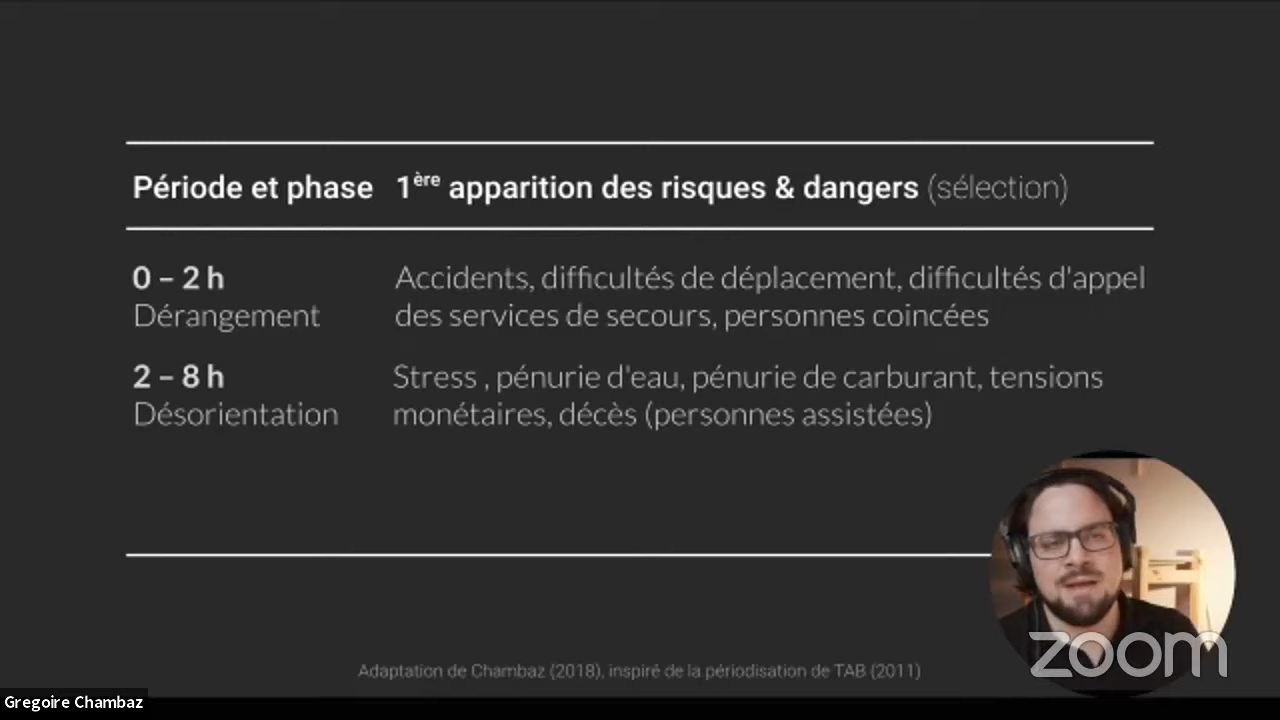 Période et phase 1ère apparition des risques & dangers (sélection)
0 – 2 h
Dérangement
Accidents, difficultés de déplacement, difficultés d'appel
des services de secours, personnes coincées
2 – 8 h
Désorientation
Stress , pénurie d'eau, pénurie de carburant, tensions
monétaires, décès (personnes assistées)
Adaptation de Chambaz (2018), inspiré de la périodisation de TAB (2011)
zoom
Gregoire Chambaz